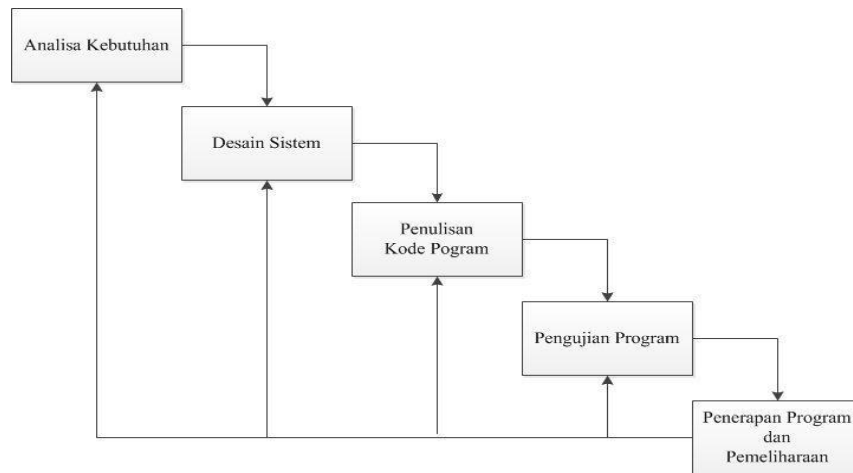 Analisa Kebutuhan
Desain Sistem
Penulisan
Kode Pogram
Pengujian Program
Penerapan Program
dan
Pemeliharaan